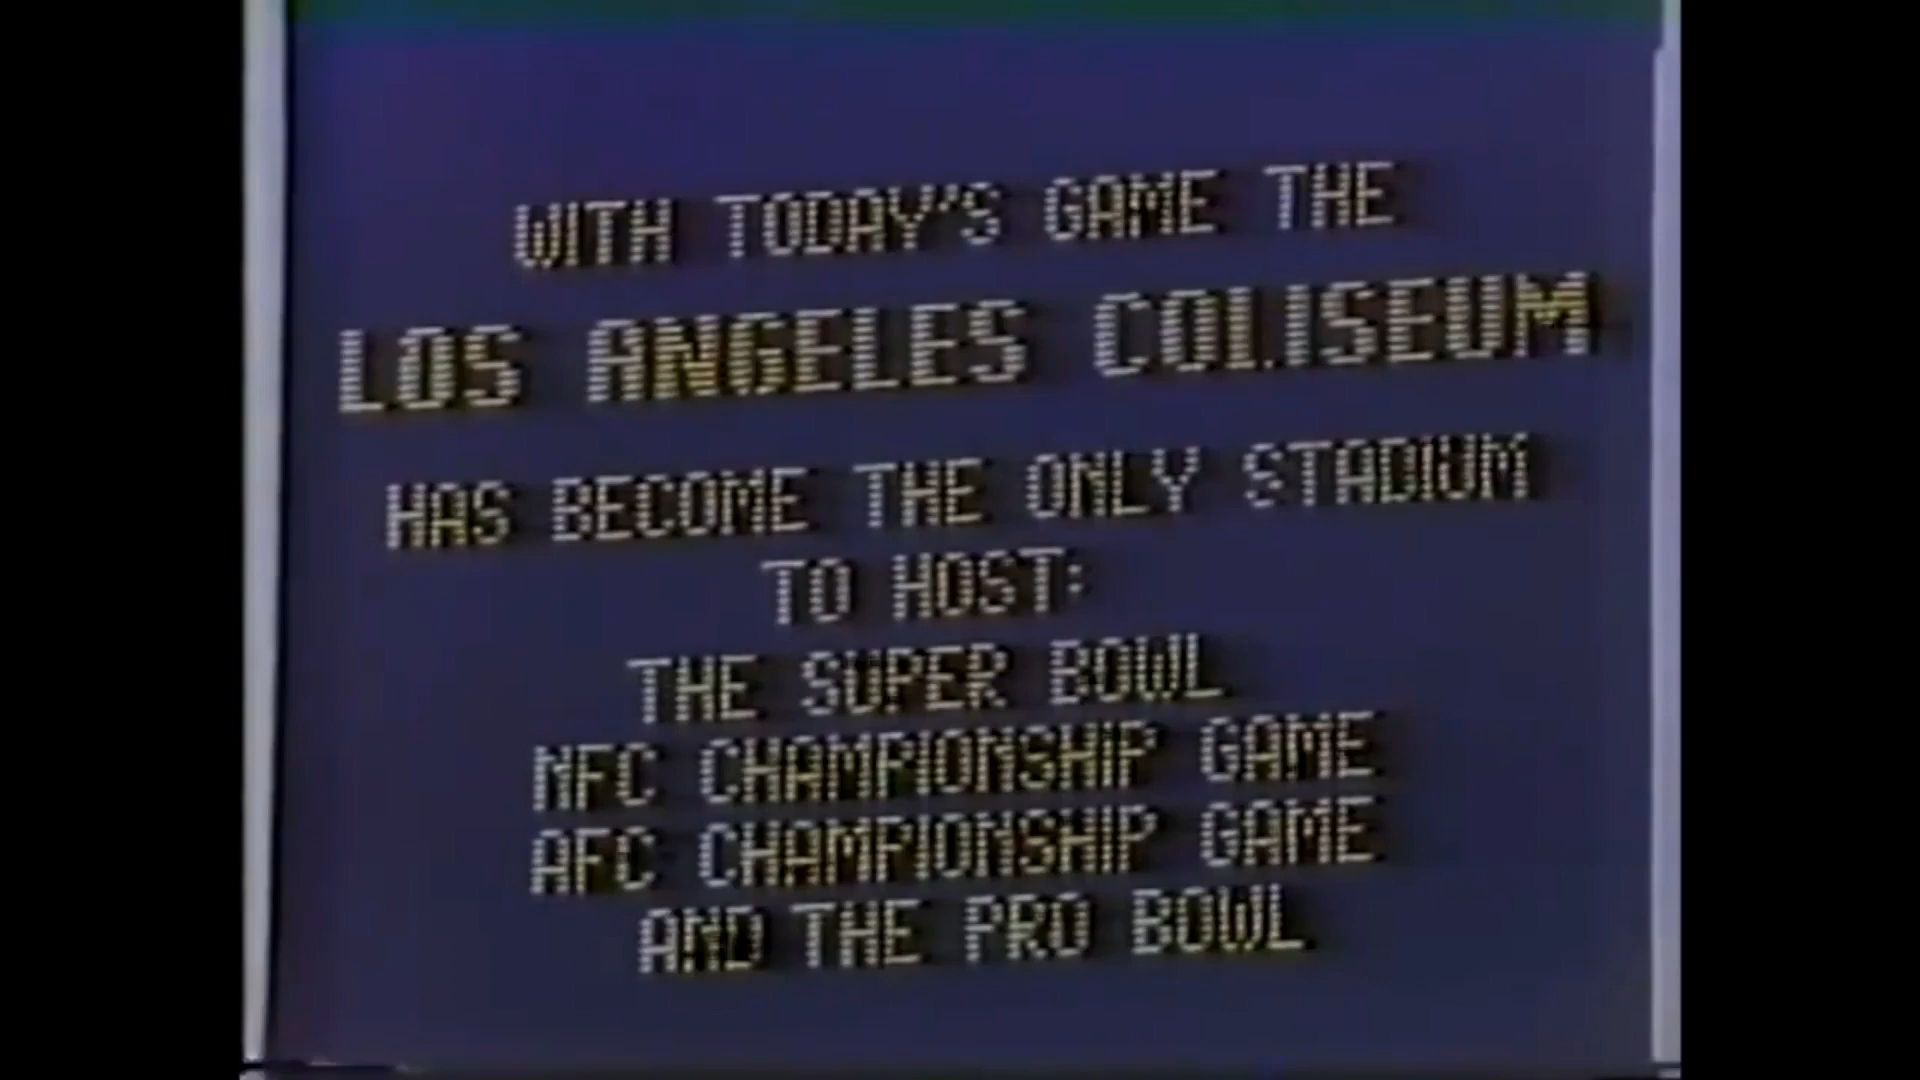 WITH TODAY'S GAME THE
LOS ANGELES COLISEUM
HAS BECOME THE ONLY STADIUM
TO HOST:
THE SUPER BOWL
NFC CHAMPIONSHIP GAME
AFC CHAMPIONSHIP GAME
AND THE PRO BOWL